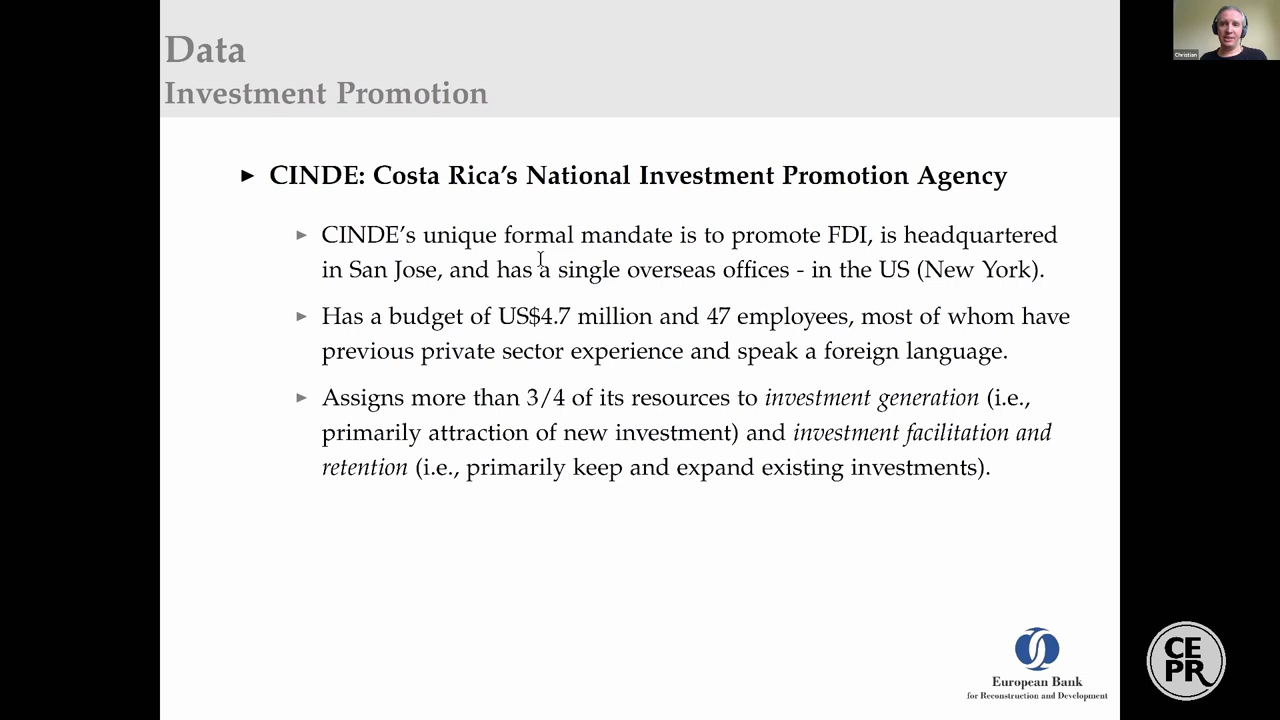 Data
Investment Promotion
Christian
► CINDE: Costa Rica's National Investment Promotion Agency
► CINDE's unique formal mandate is to promote FDI, is headquartered
in San Jose, and has a single overseas offices - in the US (New York).
► Has a budget of US$4.7 million and 47 employees, most of whom have
previous private sector experience and speak a foreign language.
► Assigns more than 3/4 of its resources to investment generation (i.e.,
primarily attraction of new investment) and investment facilitation and
retention (i.e., primarily keep and expand existing investments).
European Bank
for Reconstruction and Development
CE
PR